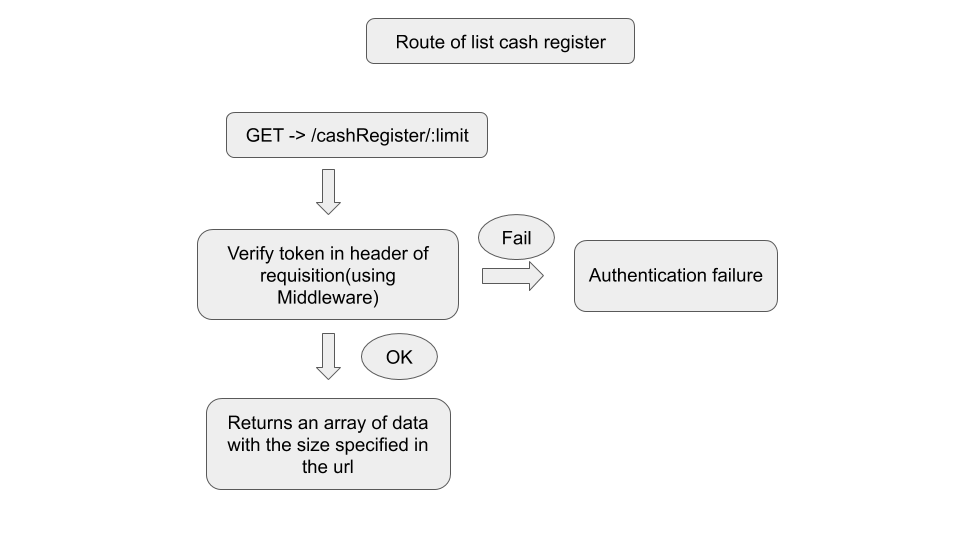 Route of list cash register
GET -> /cashRegister/:limit
Verify token in header of
requisition(using
Middleware)
Fail
Authentication failure
OK
Returns an array of data
with the size specified in
the url